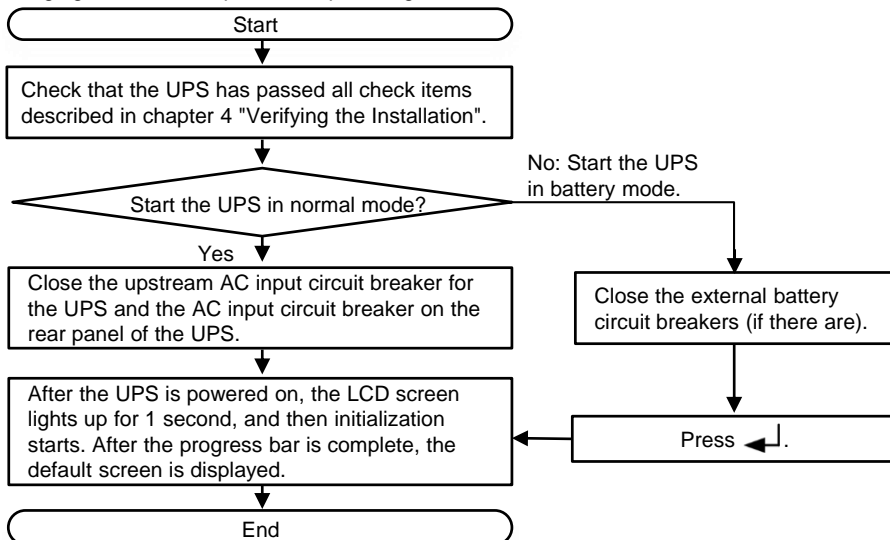 Start
Check that the UPS has passed all check items
described in chapter 4 "Verifying the Installation".
Start the UPS in normal mode?
No: Start the UPS
in battery mode.
Yes
Close the upstream AC input circuit breaker for
the UPS and the AC input circuit breaker on the
rear panel of the UPS.
Close the external battery
circuit breakers (if there are).
After the UPS is powered on, the LCD screen
lights up for 1 second, and then initialization
starts. After the progress bar is complete, the
default screen is displayed.
Press .
End